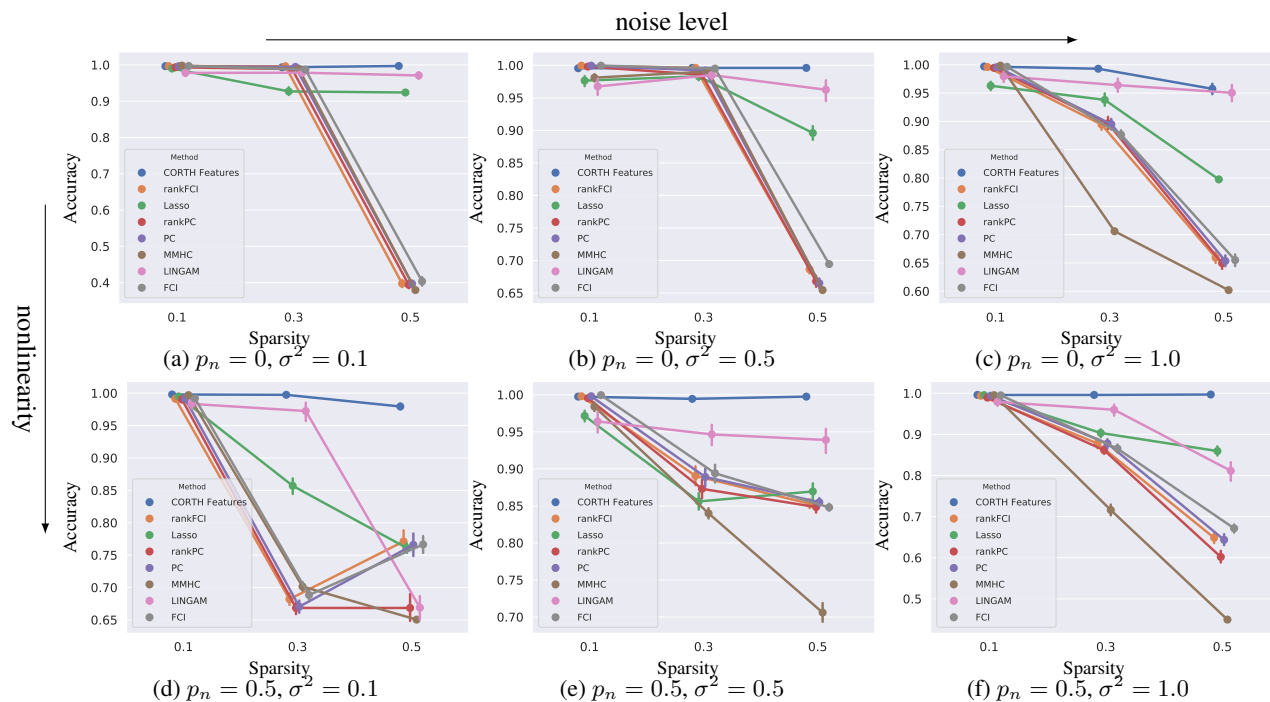 noise level
nonlinearity
1.0
0.9
0.8
0.7
0.6
0.5
0.4
Accuracy
Method
CORTH Features
rankFCI
Lasso
rankPC
PC
MMHC
LINGAM
FCI
0.1 0.3 0.5
Sparsity
(a) pₙ = 0, σ² = 0.1
1.00
0.95
0.90
0.85
0.80
0.75
0.70
0.65
Accuracy
Method
CORTH Features
rankFCI
Lasso
rankPC
PC
MMHC
LINGAM
FCI
0.1 0.3 0.5
Sparsity
(b) pₙ = 0, σ² = 0.5
1.00
0.95
0.90
0.85
0.80
0.75
0.70
0.65
0.60
Accuracy
Method
CORTH Features
rankFCI
Lasso
rankPC
PC
MMHC
LINGAM
FCI
0.1 0.3 0.5
Sparsity
(c) pₙ = 0, σ² = 1.0
1.00
0.95
0.90
0.85
0.80
0.75
0.70
0.65
Accuracy
Method
CORTH Features
rankFCI
Lasso
rankPC
PC
MMHC
LINGAM
FCI
0.1 0.3 0.5
Sparsity
(d) pₙ = 0.5, σ² = 0.1
1.00
0.95
0.90
0.85
0.80
0.75
0.70
Accuracy
Method
CORTH Features
rankFCI
Lasso
rankPC
PC
MMHC
LINGAM
FCI
0.1 0.3 0.5
Sparsity
(e) pₙ = 0.5, σ² = 0.5
1.0
0.9
0.8
0.7
0.6
0.5
Accuracy
Method
CORTH Features
rankFCI
Lasso
rankPC
PC
MMHC
LINGAM
FCI
0.1 0.3 0.5
Sparsity
(f) pₙ = 0.5, σ² = 1.0